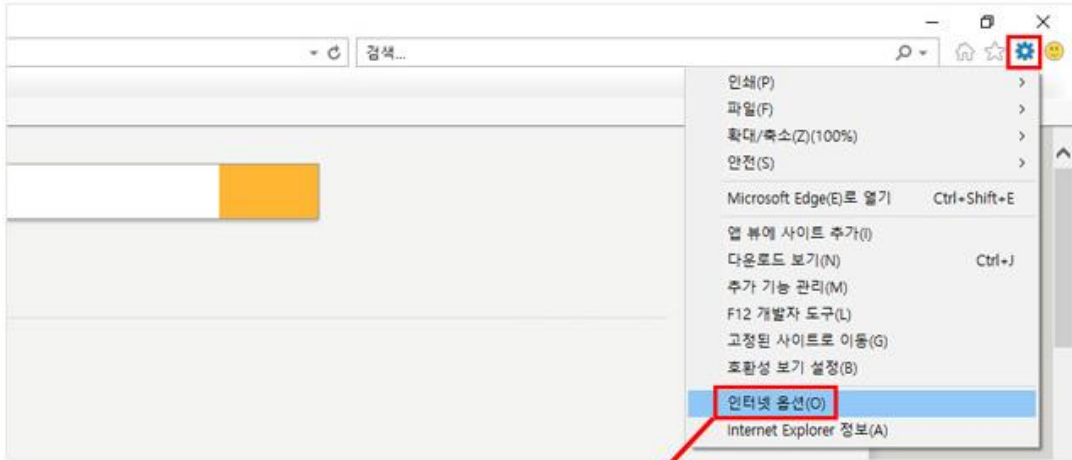 검색...
인쇄(P)
파일(F)
확대/축소(Z)(100%)
안전(S)
Microsoft Edge(E)로 열기 Ctrl+Shift+E
앱 뷰에 사이트 추가(I)
다운로드 보기(N) Ctrl+J
추가 기능 관리(M)
F12 개발자 도구(L)
고정된 사이트로 이동(G)
호환성 보기 설정(B)
인터넷 옵션(O)
Internet Explorer 정보(A)